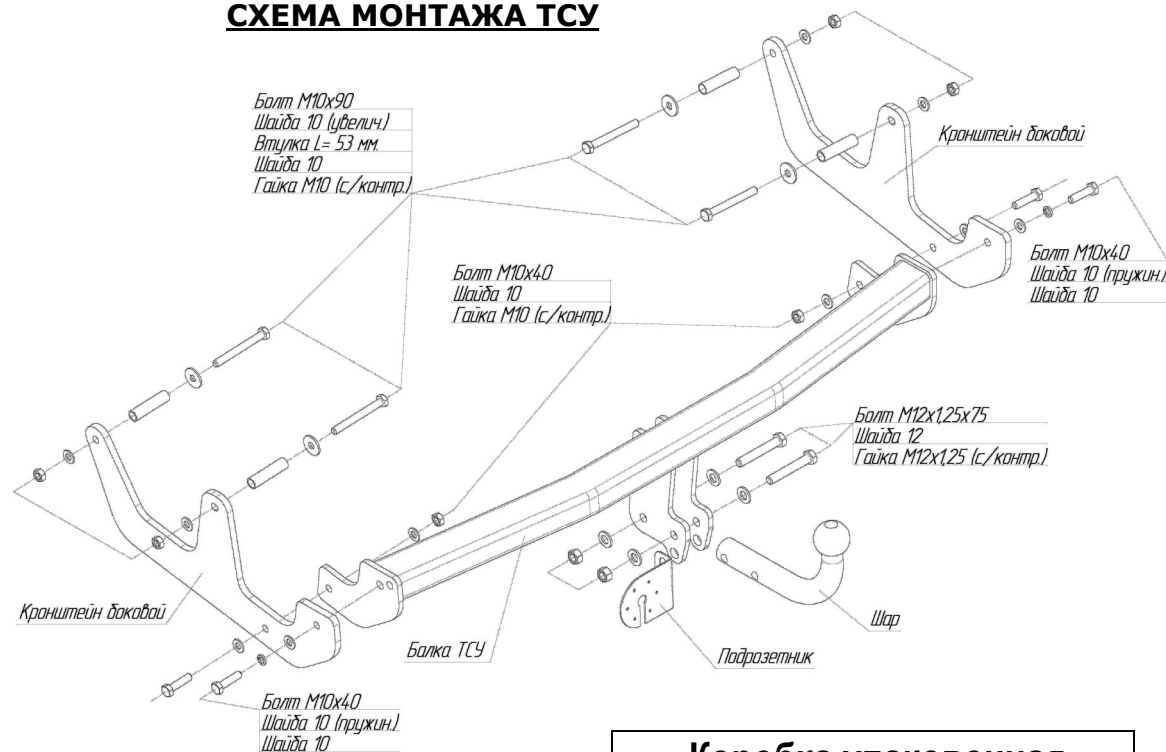 СХЕМА МОНТАЖА ТСУ
Болт М10х90
Шайба 10 (увелич.)
Втулка L= 53 мм.
Шайба 10
Гайка М10 (с/контр.)
Кронштейн боковой
Болт М10х40
Шайба 10 (пружин.)
Шайба 10
Болт М10х40
Шайба 10
Гайка М10 (с/контр.)
Болт М12х1,25х75
Шайба 12
Гайка М12х1,25 (с/контр.)
Кронштейн боковой
Балка ТСУ
Шар
Подрозетник
Болт М10х40
Шайба 10 (пружин.)
Шайба 10